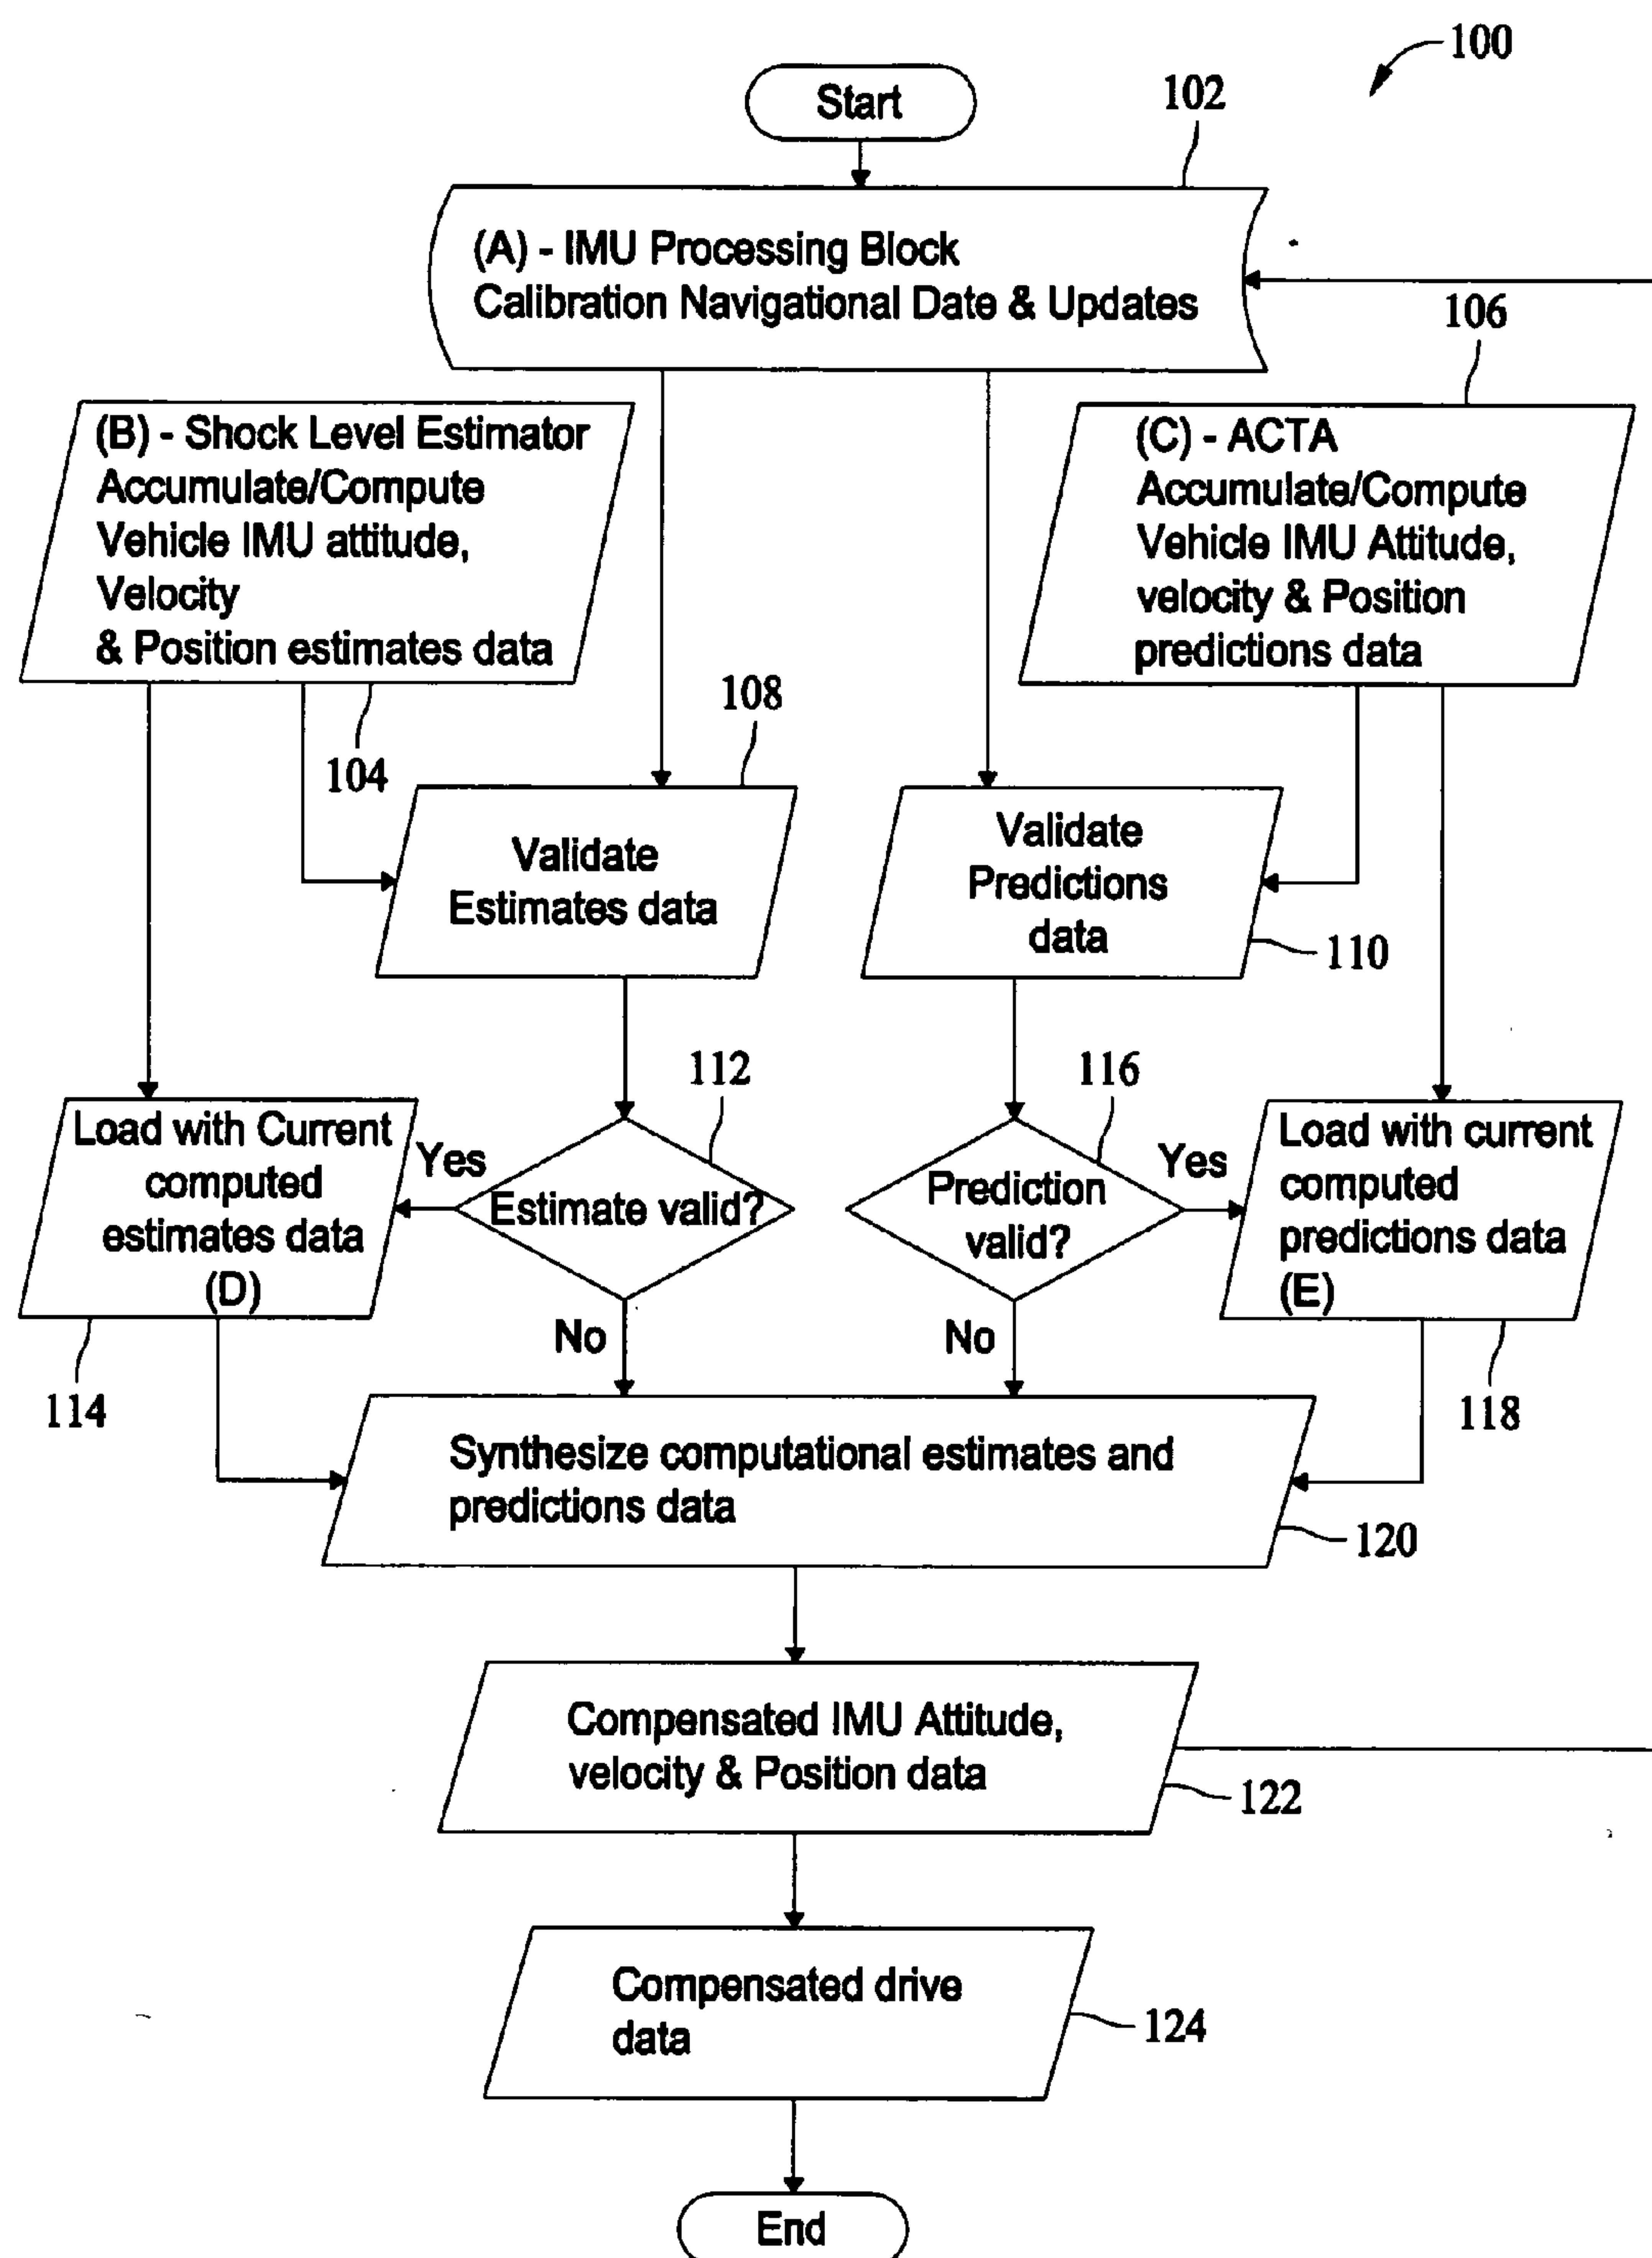 100
Start
102
(A) - IMU Processing Block
Calibration Navigational Date & Updates
106
(B) - Shock Level Estimator
Accumulate/Compute
Vehicle IMU attitude,
Velocity
& Position estimates data
104
(C) - ACTA
Accumulate/Compute
Vehicle IMU Attitude,
velocity & Position
predictions data
108
Validate
Estimates data
Validate
Predictions
data
110
112
116
Load with Current
computed
estimates data
(D)
Yes
Estimate valid?
Prediction
valid?
Yes
Load with current
computed
predictions data
(E)
No
No
114
118
Synthesize computational estimates and
predictions data
120
Compensated IMU Attitude,
velocity & Position data
122
Compensated drive
data
124
End